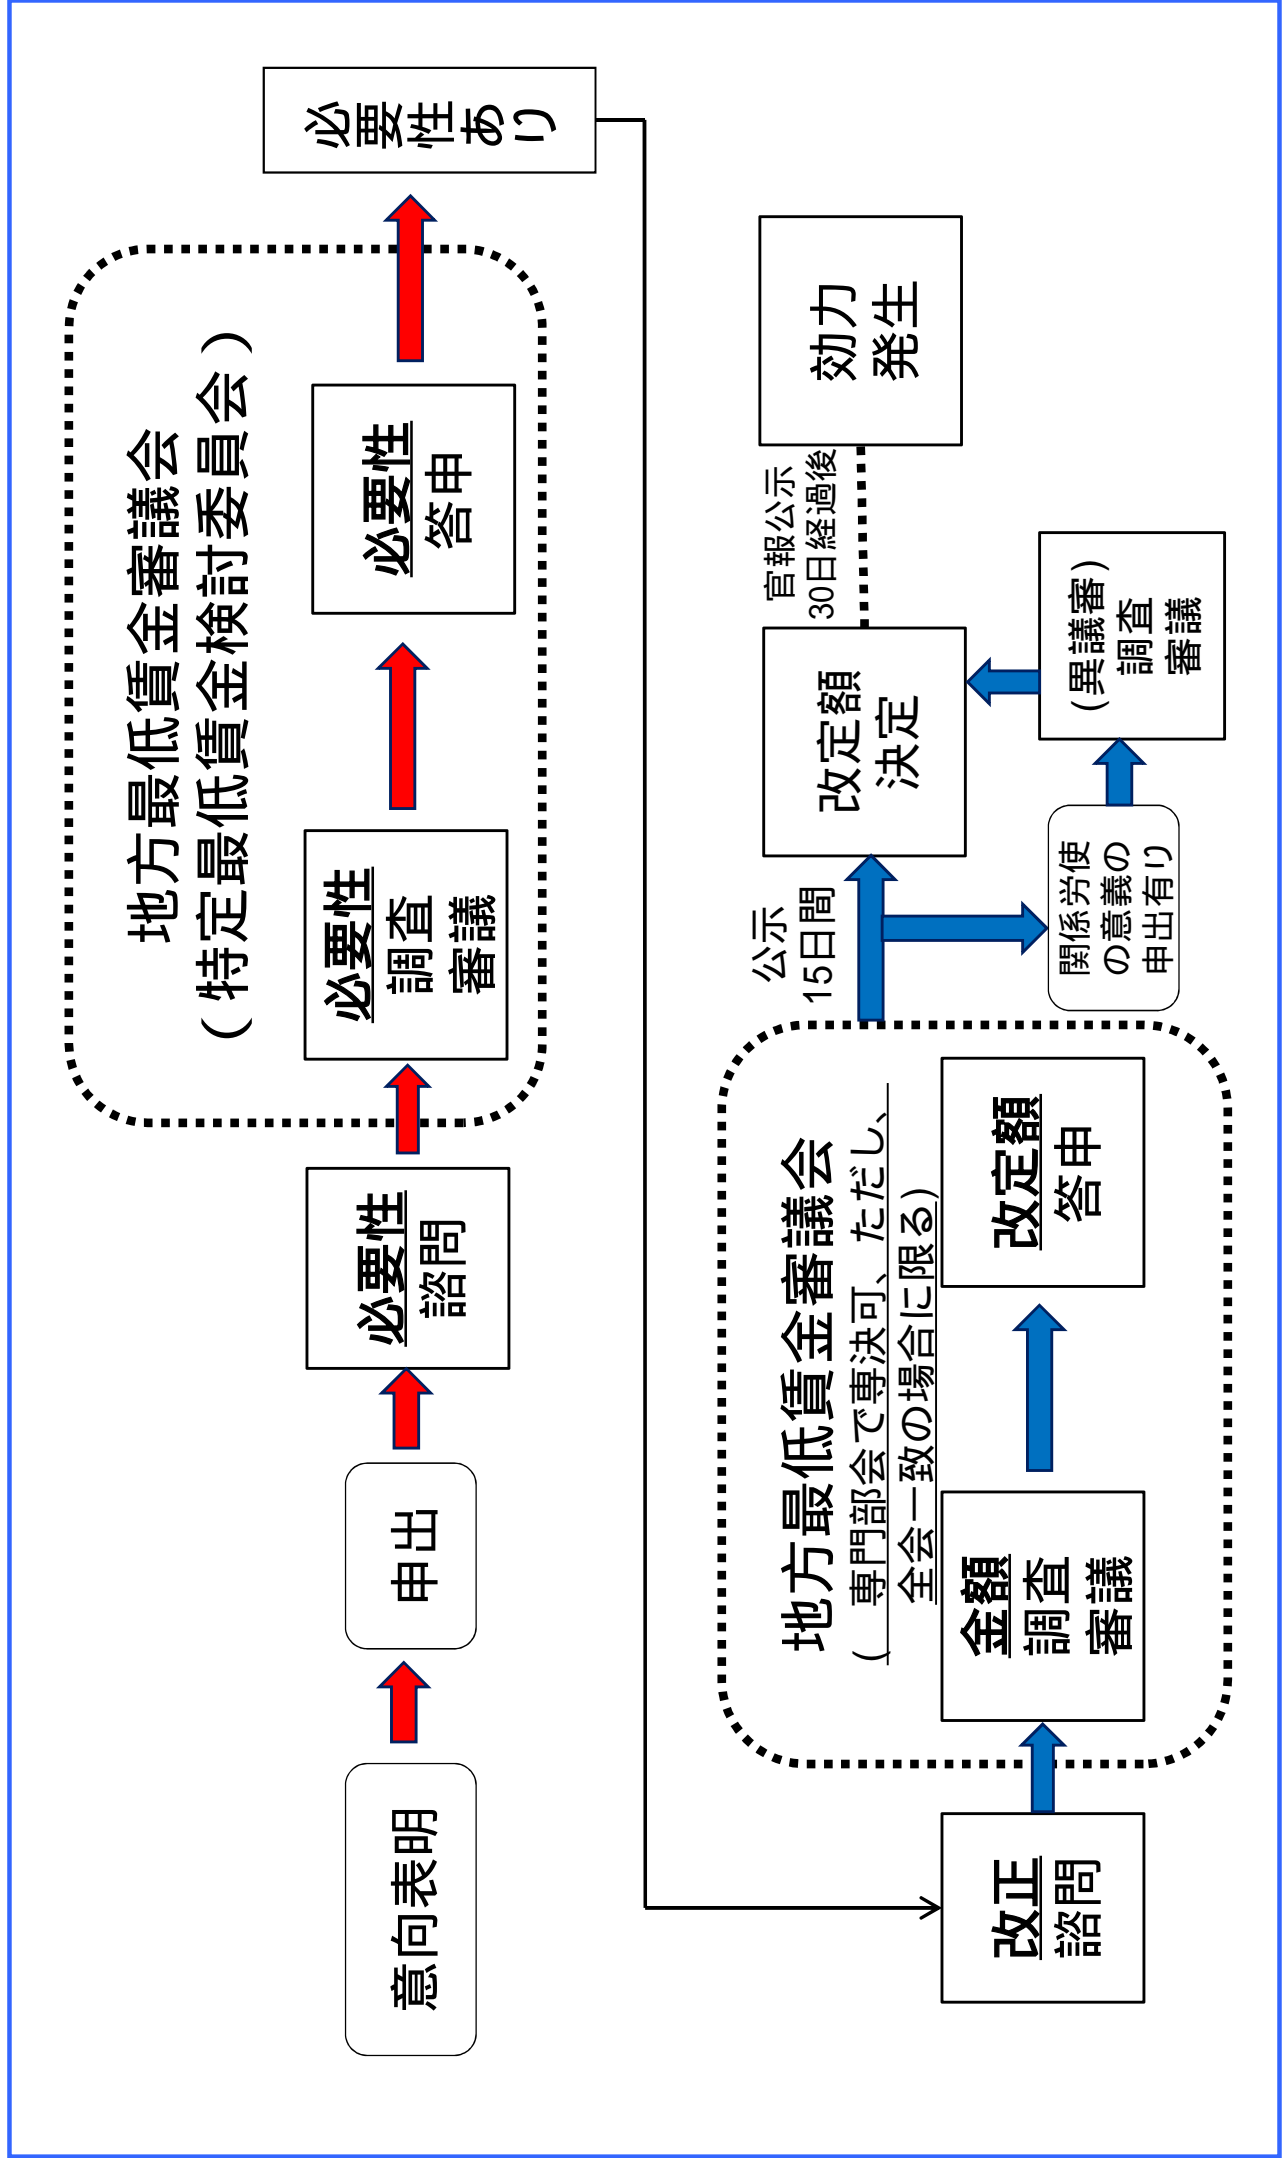 地方最低賃金審議会
（特定最低賃金検討委員会）
意向表明
申出
必要性
諮問
必要性
調査
審議
必要性
答申
必要性あり
改正
諮問
地方最低賃金審議会
（専門部会で専決可、ただし、
全会一致の場合に限る）
金額
調査
審議
改定額
答申
公示
15日間
関係労使
の意義の
申出有り
（異議審）
調査
審議
改定額
決定
官報公示
30日経過後
効力
発生